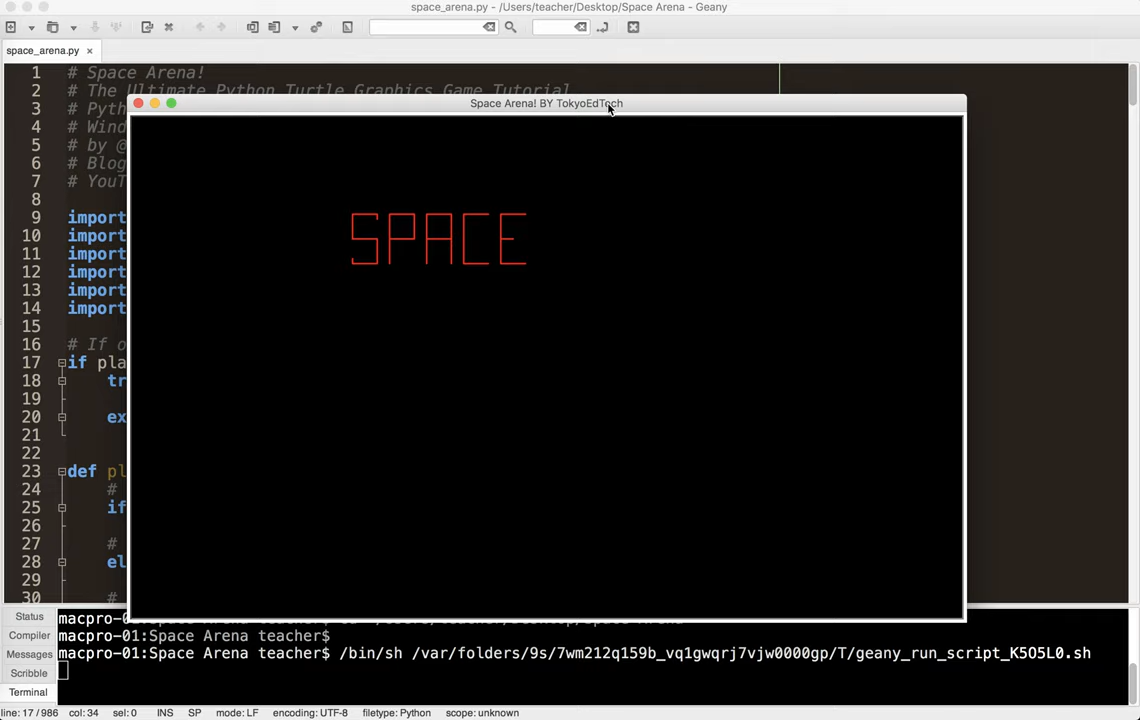 space_arena.py - /Users/teacher/Desktop/Space Arena - Geany
space_arena.py
1 # Space Arena!
2 # The Ultimate Python Turtle Graphics Game Tutorial
Space Arena! BY TokyoEdTech
3 # Pyth
4 # Wind
5 # by @
6 # Blog
7 # YouT
8
9 import
10 import
11 import
12 import
13 import
14 import
15
16 # If o
17 if pla
18 tr
19
20 ex
21
22
23 def pl
24 #
25 if
26
27 #
28 el
29
30 #
SPACE
Status
Compiler
Messages
Scribble
Terminal
macpro-01:Space Arena teacher$
macpro-01:Space Arena teacher$ /bin/sh /var/folders/9s/7wm212q159b_vq1gwqrj7vjw0000gp/T/geany_run_script_K505L0.sh
line: 17 / 986 col: 34 sel: 0 INS SP mode: LF encoding: UTF-8 filetype: Python scope: unknown